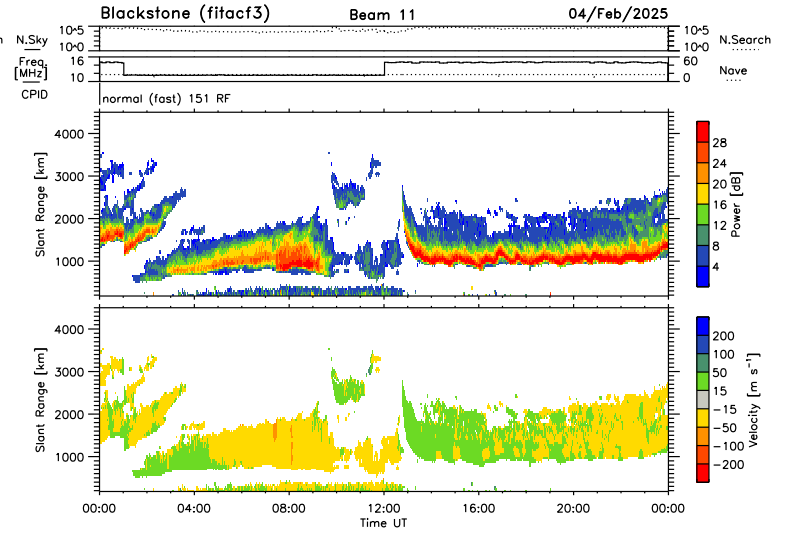 Blackstone (fitacf3) Beam 11 04/Feb/2025
n N.Sky 10^5 10^5 N.Search
10^0 10^0
Freq. 16 60
[MHz] 10 0 Nave
CPID normal (fast) 151 RF
Slant Range [km]
4000
3000
2000
1000
28
24
20
16
12
8
4
Power [dB]
Slant Range [km]
4000
3000
2000
1000
200
100
50
15
-15
-50
-100
-200
Velocity [m s⁻¹]
00:00 04:00 08:00 12:00 16:00 20:00 00:00
Time UT